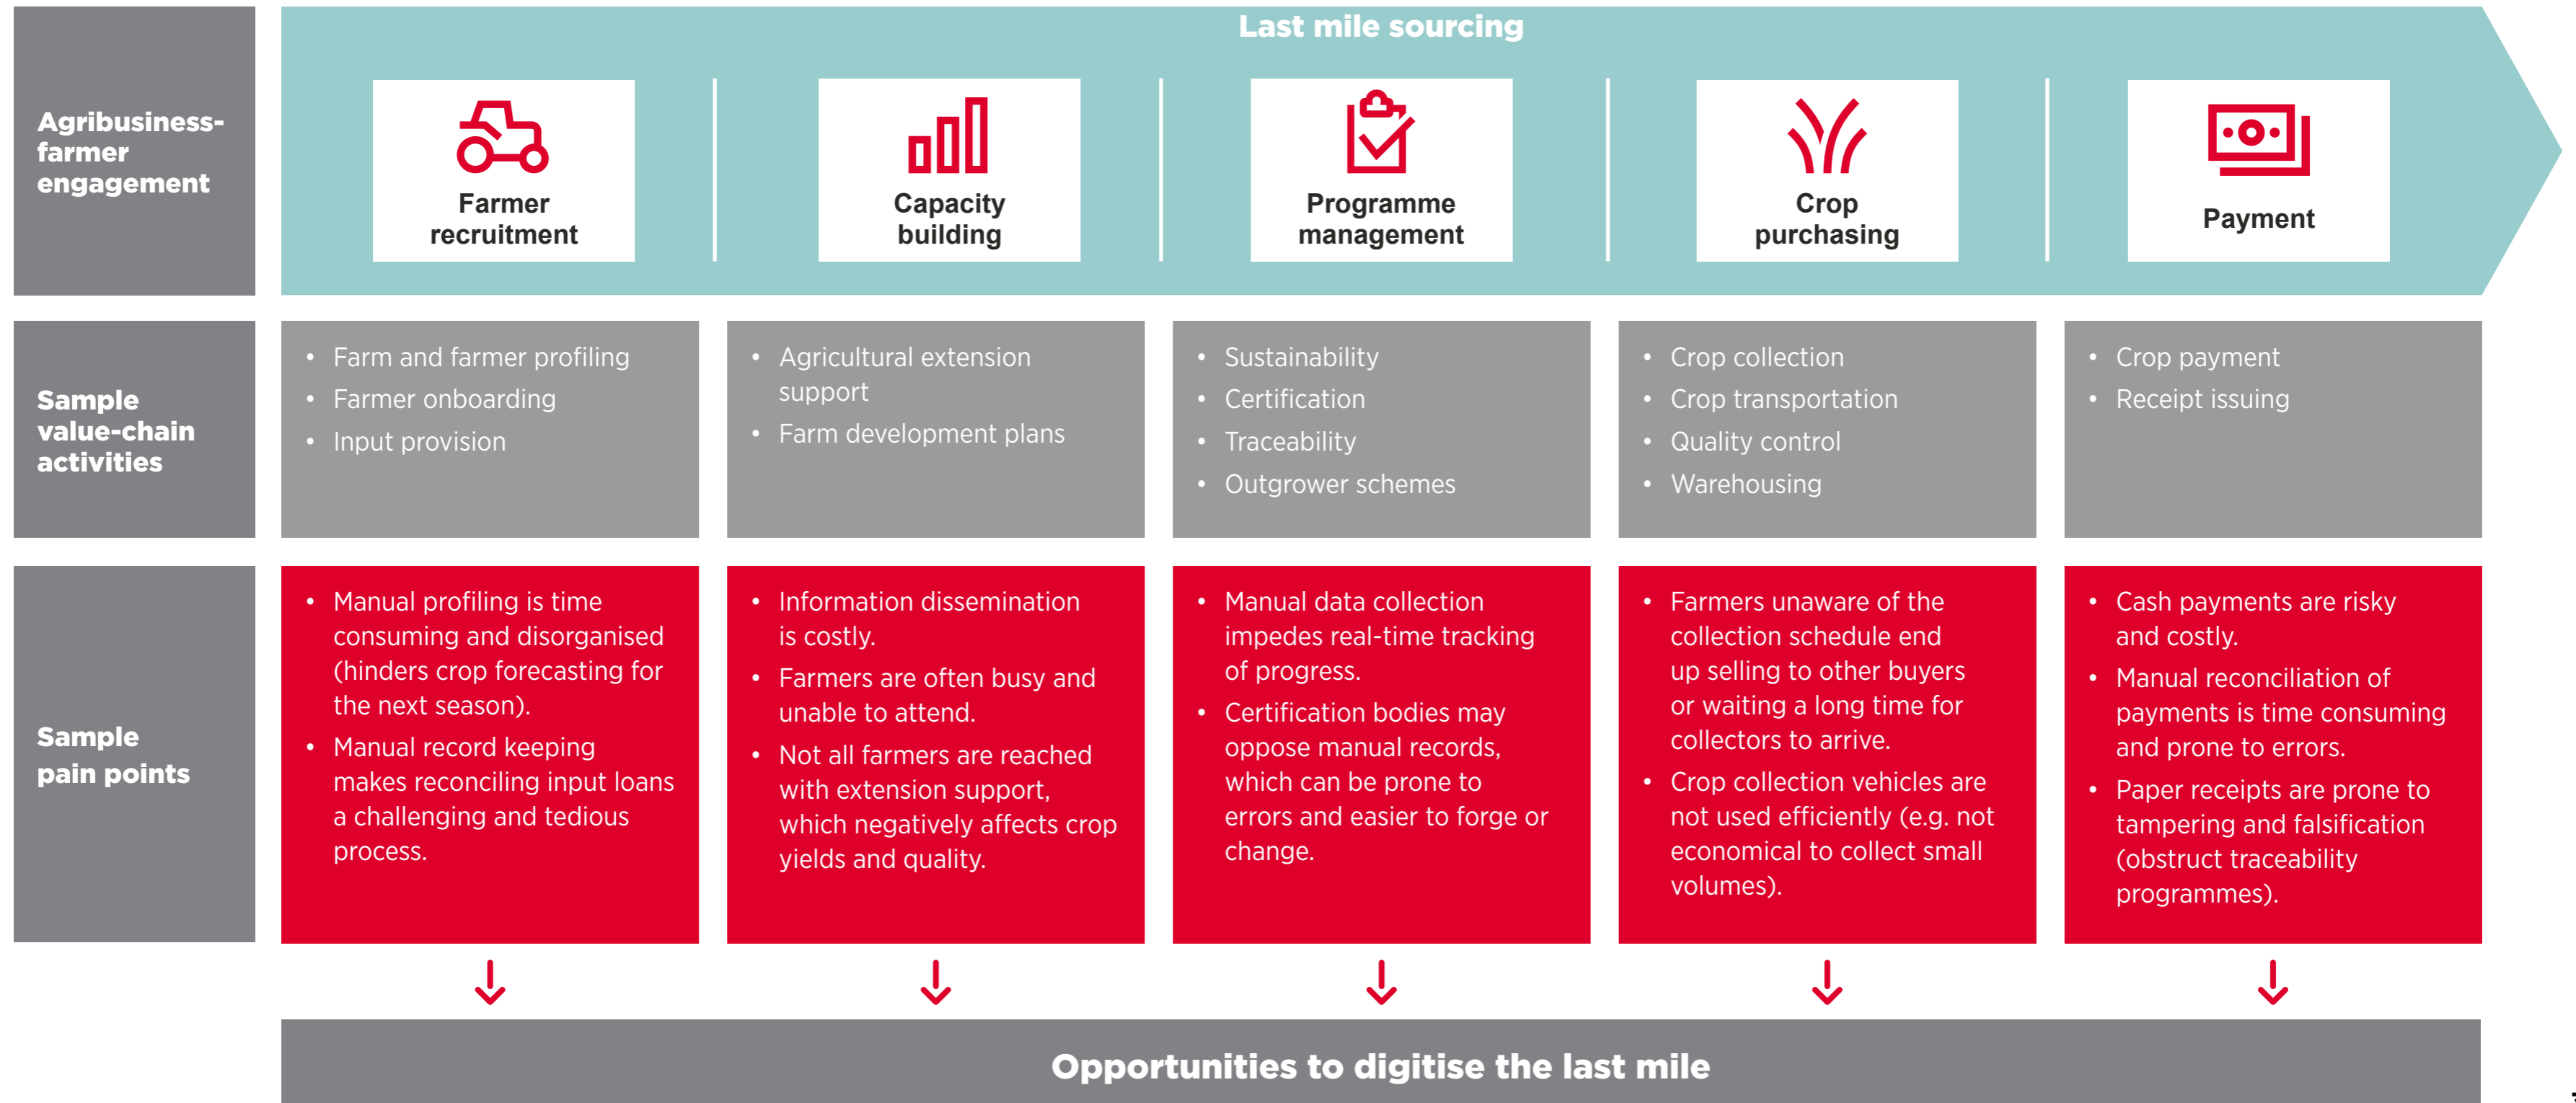 Last mile sourcing
Agribusiness-
farmer
engagement
Farmer
recruitment
Capacity
building
Programme
management
Crop
purchasing
Payment
Sample
value-chain
activities
• Farm and farmer profiling
• Farmer onboarding
• Input provision
• Agricultural extension
support
• Farm development plans
• Sustainability
• Certification
• Traceability
• Outgrower schemes
• Crop collection
• Crop transportation
• Quality control
• Warehousing
• Crop payment
• Receipt issuing
Sample
pain points
• Manual profiling is time
consuming and disorganised
(hinders crop forecasting for
the next season).
• Manual record keeping
makes reconciling input loans
a challenging and tedious
process.
• Information dissemination
is costly.
• Farmers are often busy and
unable to attend.
• Not all farmers are reached
with extension support,
which negatively affects crop
yields and quality.
• Manual data collection
impedes real-time tracking
of progress.
• Certification bodies may
oppose manual records,
which can be prone to
errors and easier to forge or
change.
• Farmers unaware of the
collection schedule end
up selling to other buyers
or waiting a long time for
collectors to arrive.
• Crop collection vehicles are
not used efficiently (e.g. not
economical to collect small
volumes).
• Cash payments are risky
and costly.
• Manual reconciliation of
payments is time consuming
and prone to errors.
• Paper receipts are prone to
tampering and falsification
(obstruct traceability
programmes).
Opportunities to digitise the last mile